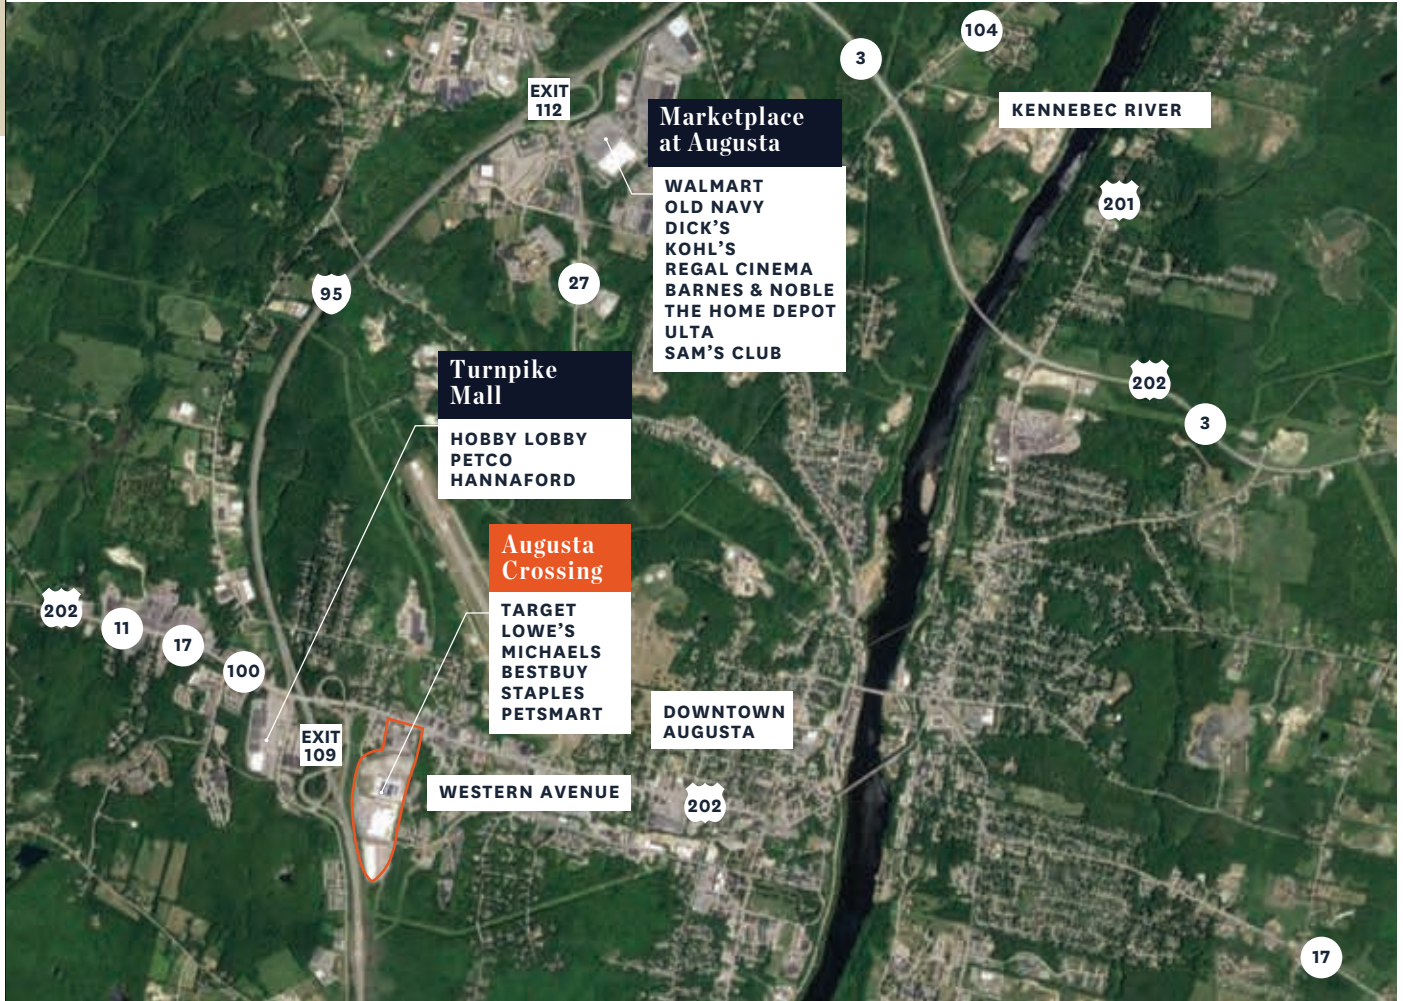 104
3
EXIT
112
KENNEBEC RIVER
Marketplace
at Augusta
WALMART
OLD NAVY
DICK’S
KOHL’S
REGAL CINEMA
BARNES & NOBLE
THE HOME DEPOT
ULTA
SAM’S CLUB
201
27
95
Turnpike
Mall
HOBBY LOBBY
PETCO
HANNAFORD
202
3
Augusta
Crossing
TARGET
LOWE’S
MICHAELS
BESTBUY
STAPLES
PETSMART
202
11
17
100
EXIT
109
DOWNTOWN
AUGUSTA
WESTERN AVENUE
202
17